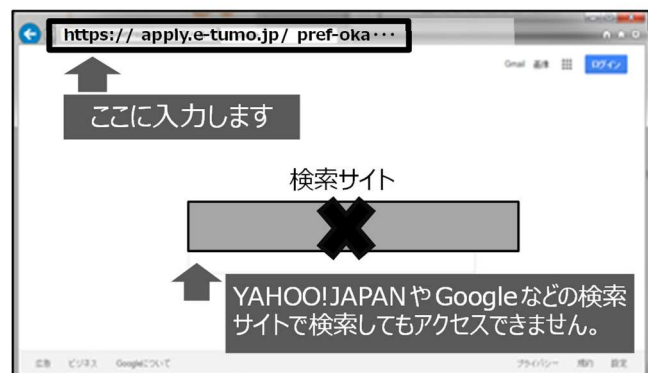 https:// apply.e-tumo.jp/ pref-oka・・・
Gmail 画像 ログイン
ここに入力します
検索サイト
YAHOO!JAPANやGoogleなどの検索
サイトで検索してもアクセスできません。
広告 ビジネス Googleについて プライバシー 規約 設定